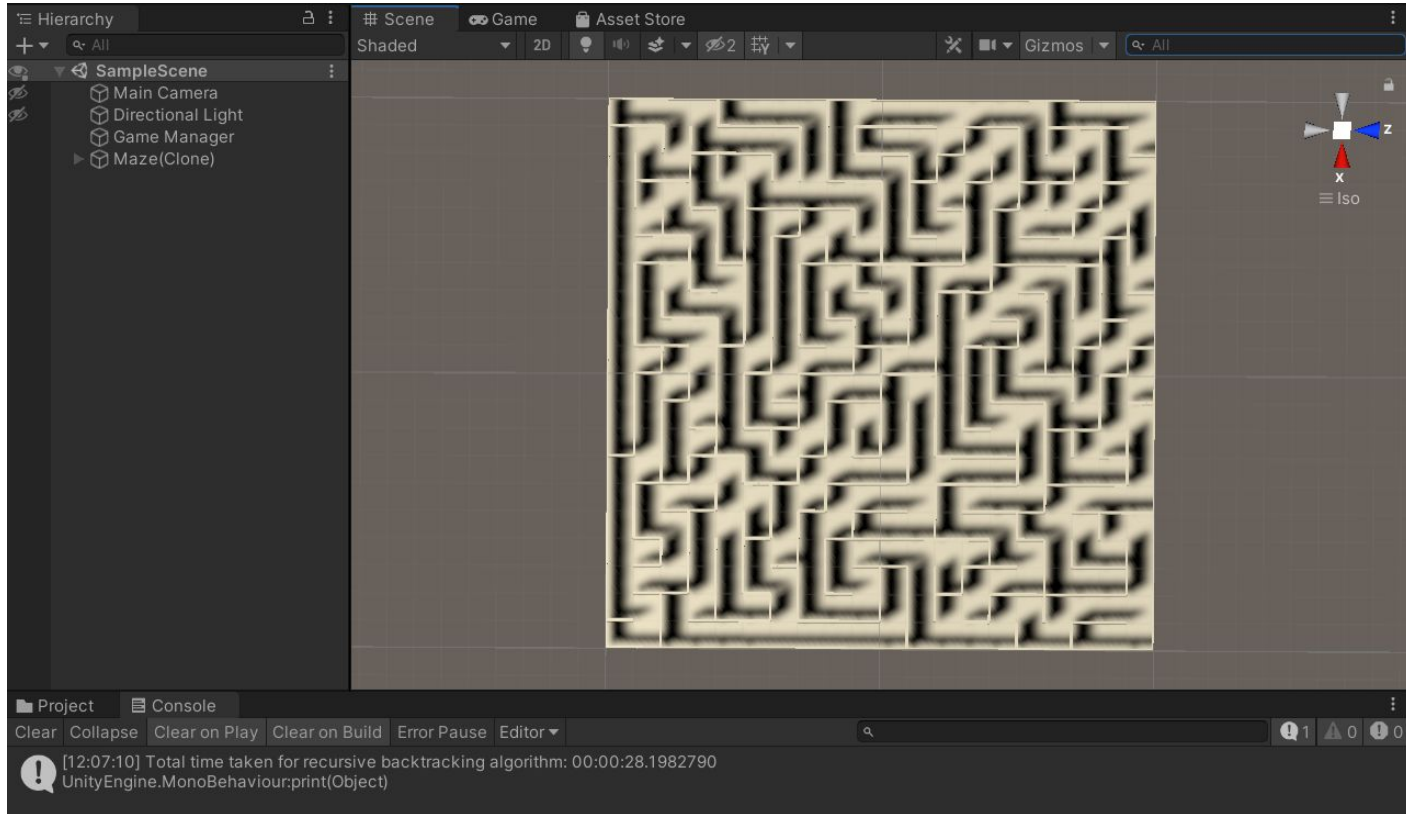 Hierarchy
All
SampleScene
Main Camera
Directional Light
Game Manager
Maze(Clone)
Scene Game Asset Store
Shaded 2D 2 Gizmos All
z
x
Iso
Project Console
Clear Collapse Clear on Play Clear on Build Error Pause Editor 1 0 0
[12:07:10] Total time taken for recursive backtracking algorithm: 00:00:28.1982790
UnityEngine.MonoBehaviour:print(Object)